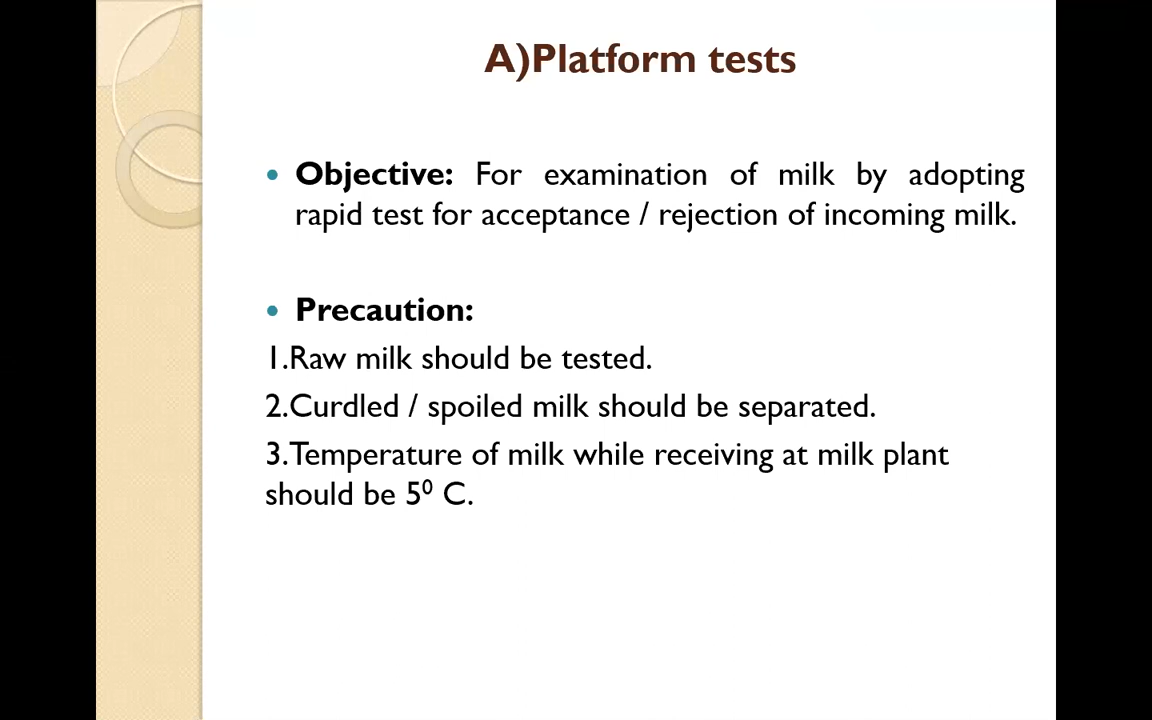 A)Platform tests
• Objective: For examination of milk by adopting
rapid test for acceptance / rejection of incoming milk.
• Precaution:
1.Raw milk should be tested.
2.Curdled / spoiled milk should be separated.
3.Temperature of milk while receiving at milk plant
should be 5⁰ C.